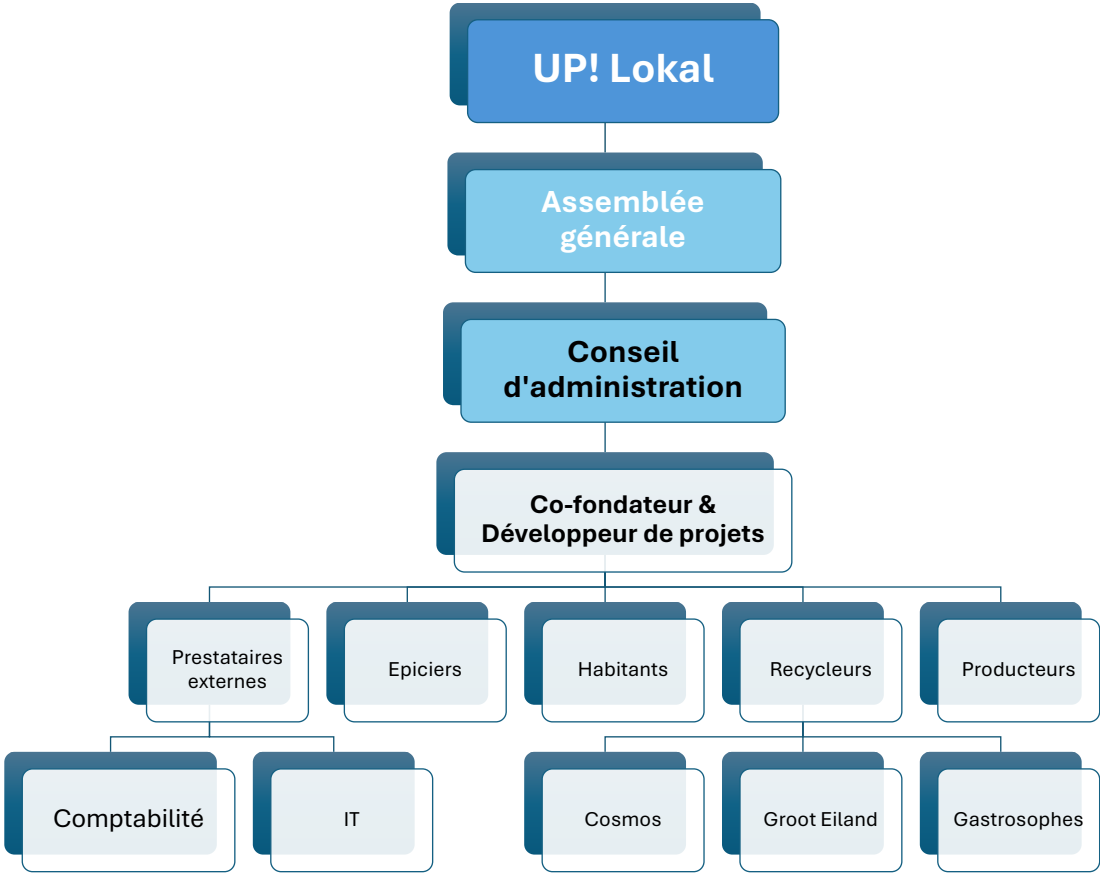 UP! Lokal
Assemblée
générale
Conseil
d'administration
Co-fondateur &
Développeur de projets
Prestataires
externes
Epiciers
Habitants
Recycleurs
Producteurs
Comptabilité
IT
Cosmos
Groot Eiland
Gastrosophes